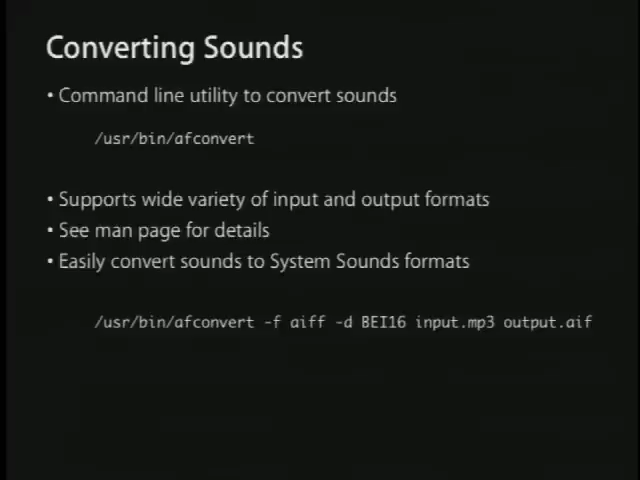 Converting Sounds
• Command line utility to convert sounds
/usr/bin/afconvert
• Supports wide variety of input and output formats
• See man page for details
• Easily convert sounds to System Sounds formats
/usr/bin/afconvert -f aiff -d BEI16 input.mp3 output.aif